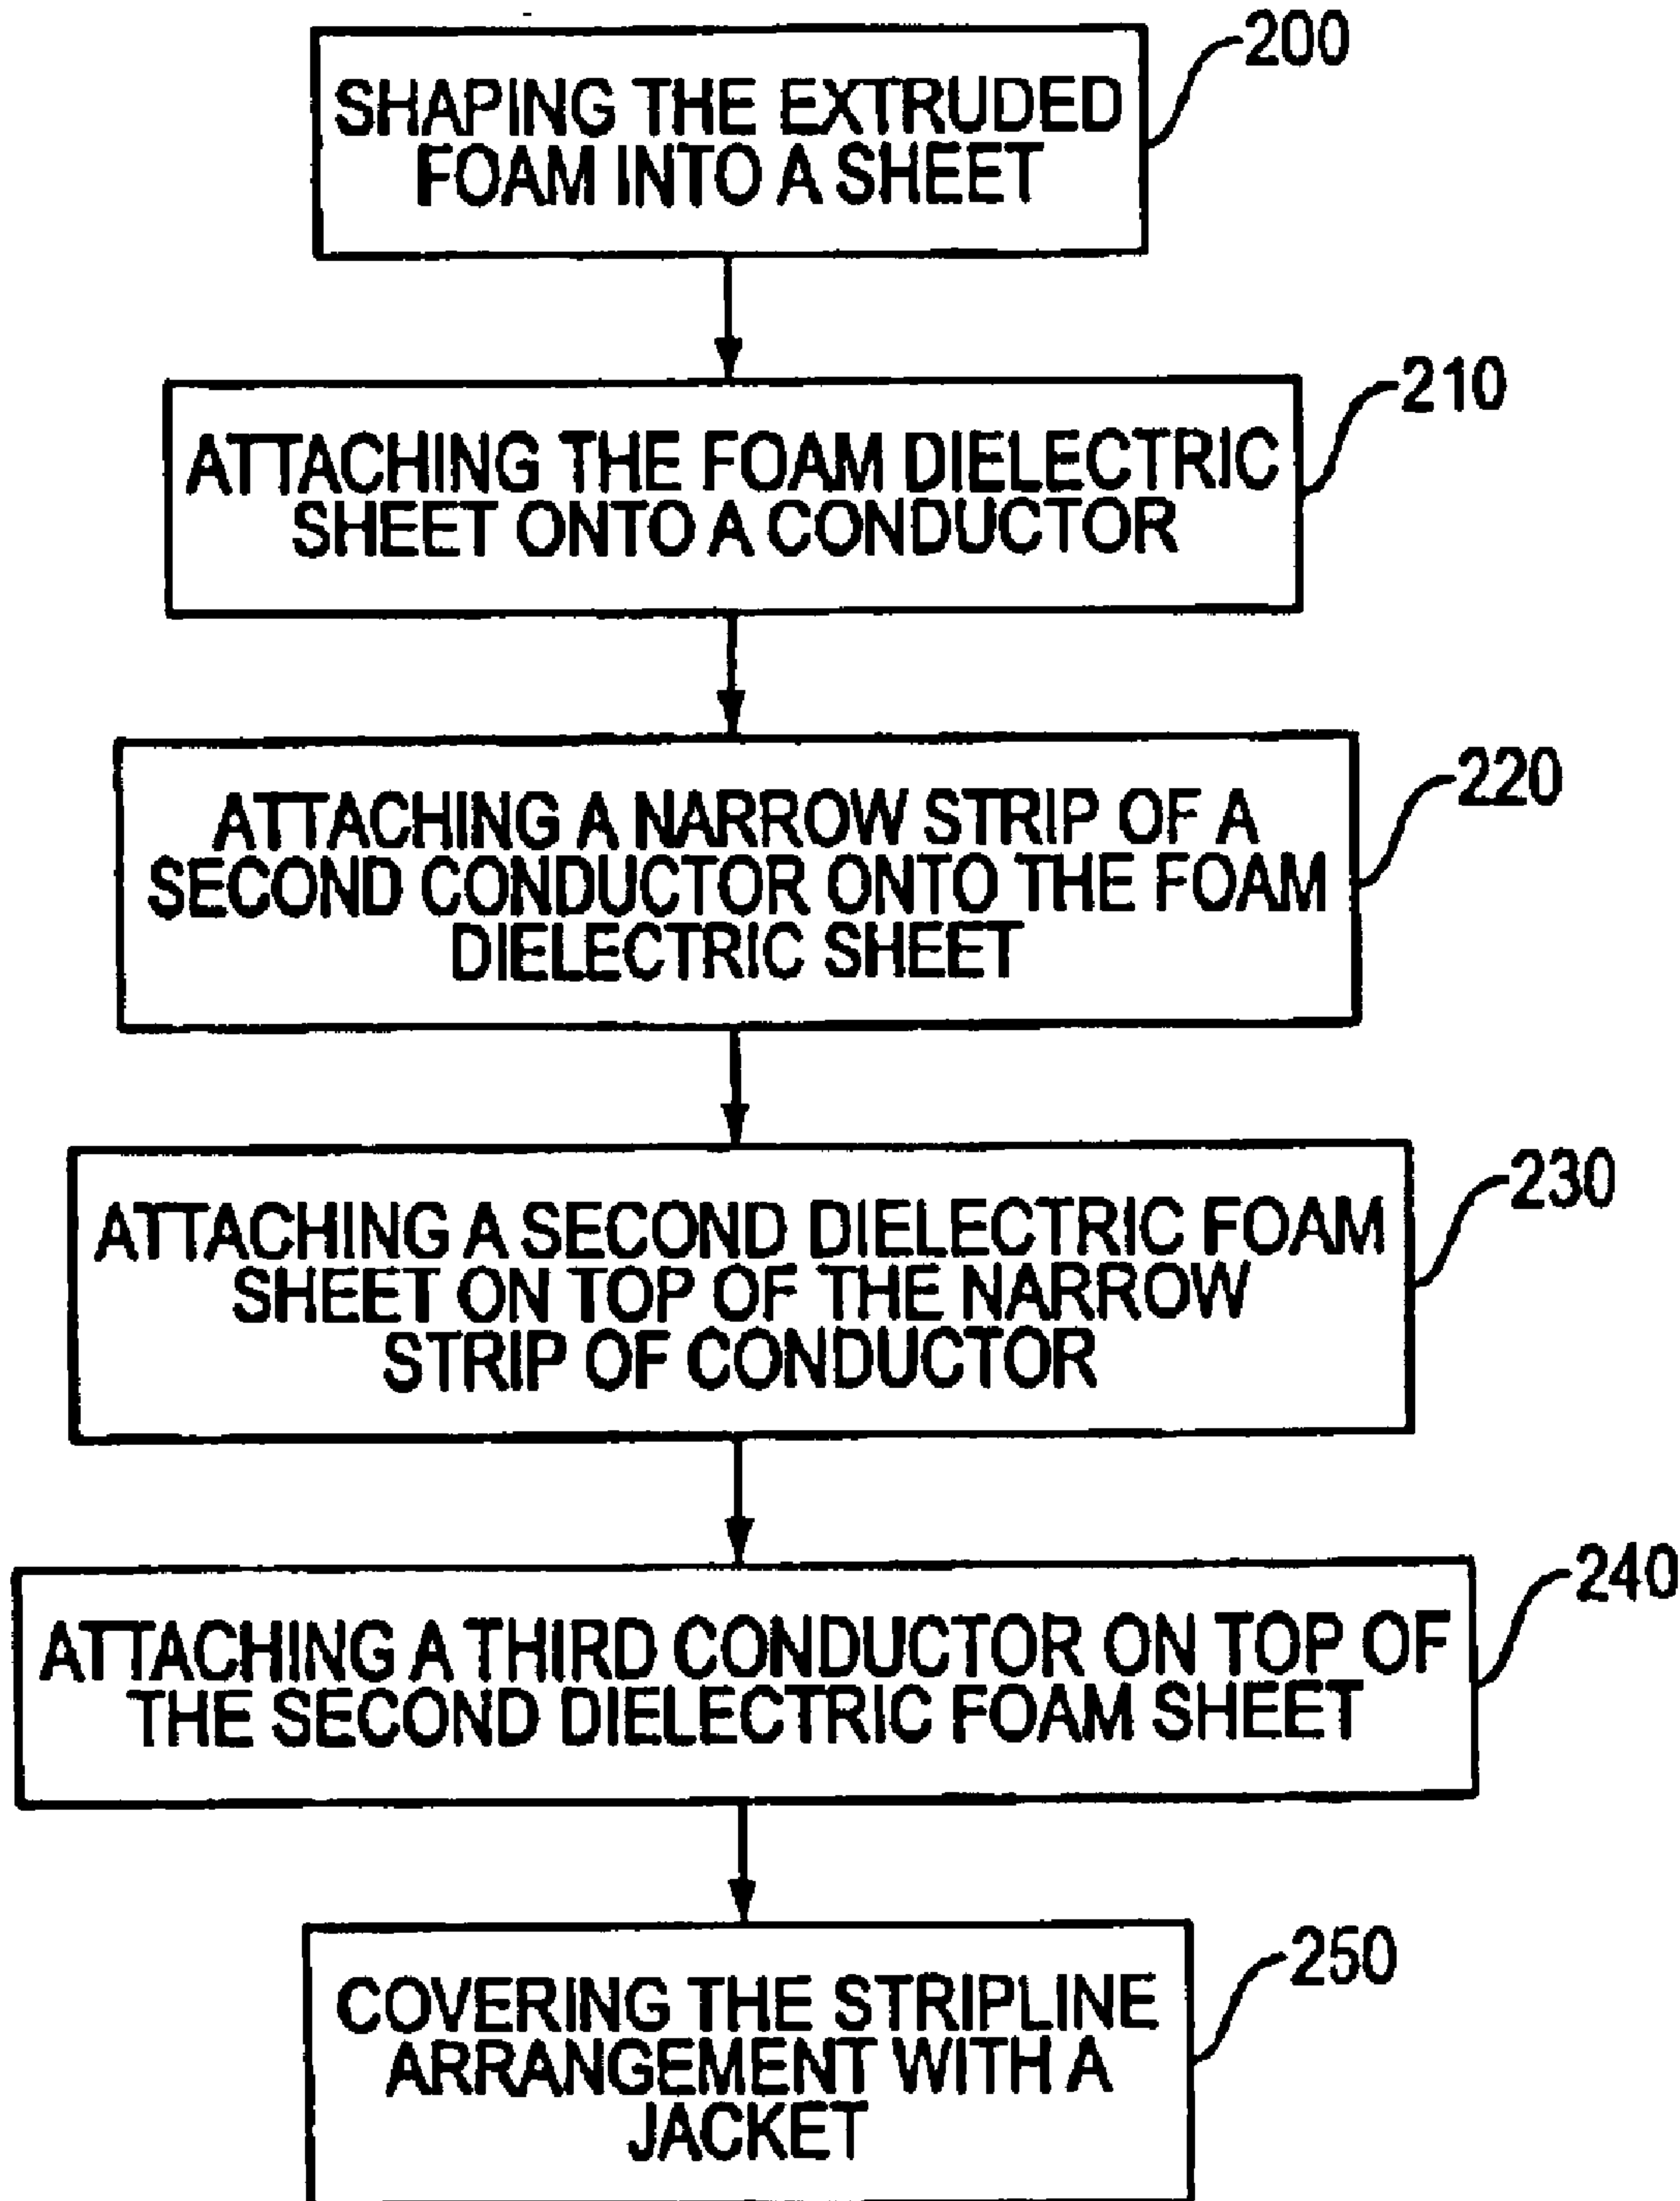 200
SHAPING THE EXTRUDED
FOAM INTO A SHEET
210
ATTACHING THE FOAM DIELECTRIC
SHEET ONTO A CONDUCTOR
220
ATTACHING A NARROW STRIP OF A
SECOND CONDUCTOR ONTO THE FOAM
DIELECTRIC SHEET
230
ATTACHING A SECOND DIELECTRIC FOAM
SHEET ON TOP OF THE NARROW
STRIP OF CONDUCTOR
240
ATTACHING A THIRD CONDUCTOR ON TOP OF
THE SECOND DIELECTRIC FOAM SHEET
250
COVERING THE STRIPLINE
ARRANGEMENT WITH A
JACKET